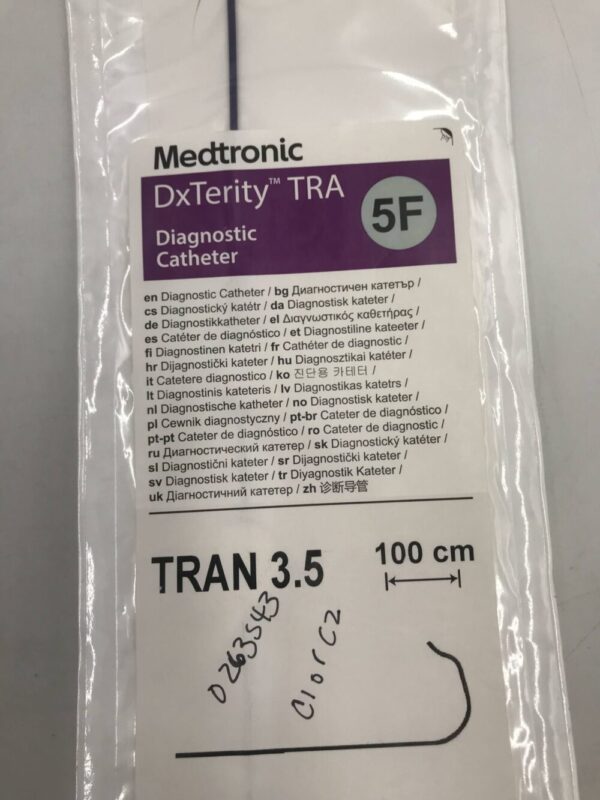 Medtronic
DxTerity™ TRA
5F
Diagnostic
Catheter
en Diagnostic Catheter / bg Диагностичен катетър /
cs Diagnostický katétr / da Diagnostisk kateter /
de Diagnostikkatheter / el Διαγνωστικός καθετήρας /
es Catéter de diagnóstico / et Diagnostiline kateeter /
fi Diagnostinen katetri / fr Cathéter de diagnostic /
hr Dijagnostički kateter / hu Diagnosztikai katéter /
it Catetere diagnostico / ko 진단용 카테터 /
lt Diagnostinis kateteris / lv Diagnostikas katetrs /
nl Diagnostische katheter / no Diagnostisk kateter /
pl Cewnik diagnostyczny / pt-br Cateter de diagnóstico /
pt-pt Cateter de diagnóstico / ro Cateter de diagnostic /
ru Диагностический катетер / sk Diagnostický katéter /
sl Diagnostični kateter / sr Dijagnostički kateter /
sv Diagnostisk kateter / tr Diyagnostik Kateter /
uk Діагностичний катетер / zh 诊断导管
TRAN 3.5
100 cm
0263543
C1orC2